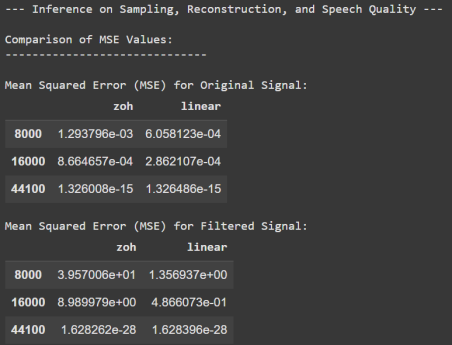 --- Inference on Sampling, Reconstruction, and Speech Quality ---
Comparison of MSE Values:
------------------------------
Mean Squared Error (MSE) for Original Signal:
zoh linear
8000 1.293796e-03 6.058123e-04
16000 8.664657e-04 2.862107e-04
44100 1.326008e-15 1.326486e-15
Mean Squared Error (MSE) for Filtered Signal:
zoh linear
8000 3.957006e+01 1.356937e+00
16000 8.989979e+00 4.866073e-01
44100 1.628262e-28 1.628396e-28